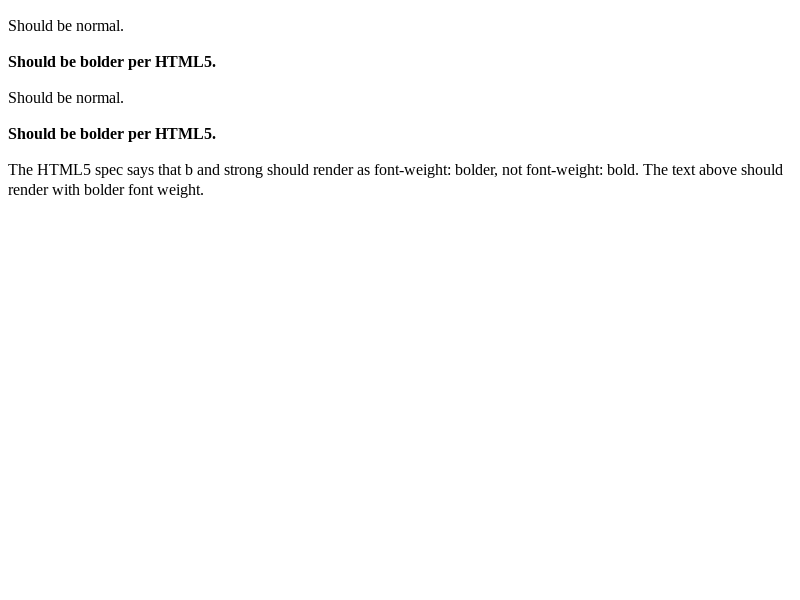 Should be normal.
Should be bolder per HTML5.
Should be normal.
Should be bolder per HTML5.
The HTML5 spec says that b and strong should render as font-weight: bolder, not font-weight: bold. The text above should
render with bolder font weight.